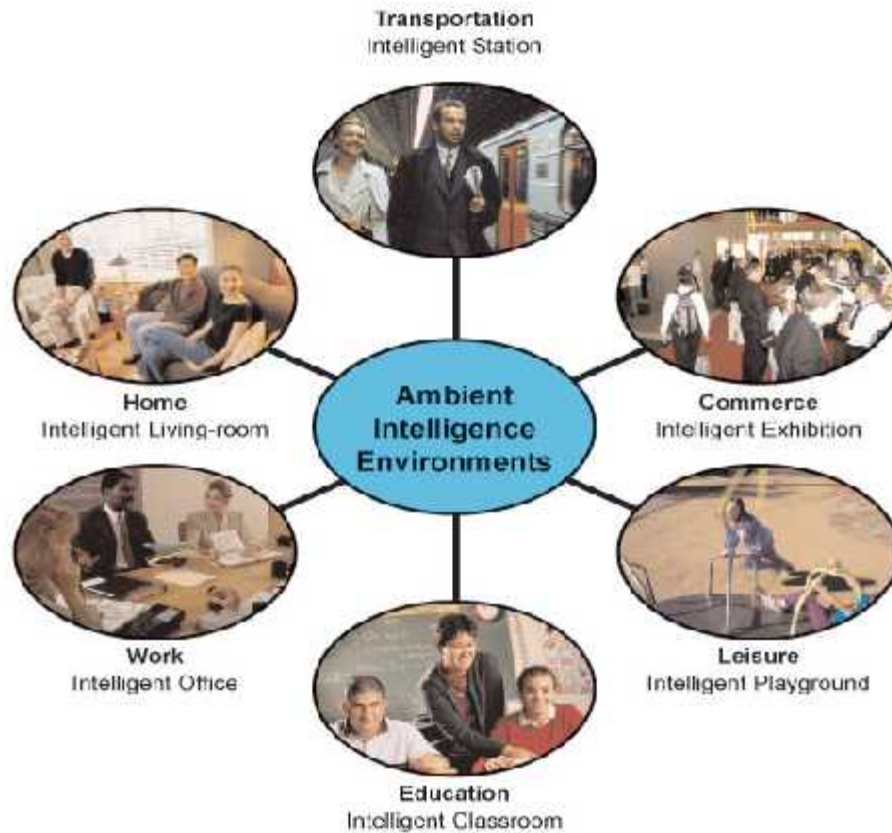 Transportation
Intelligent Station
Home
Intelligent Living-room
Ambient
Intelligence
Environments
Commerce
Intelligent Exhibition
Work
Intelligent Office
Leisure
Intelligent Playground
Education
Intelligent Classroom